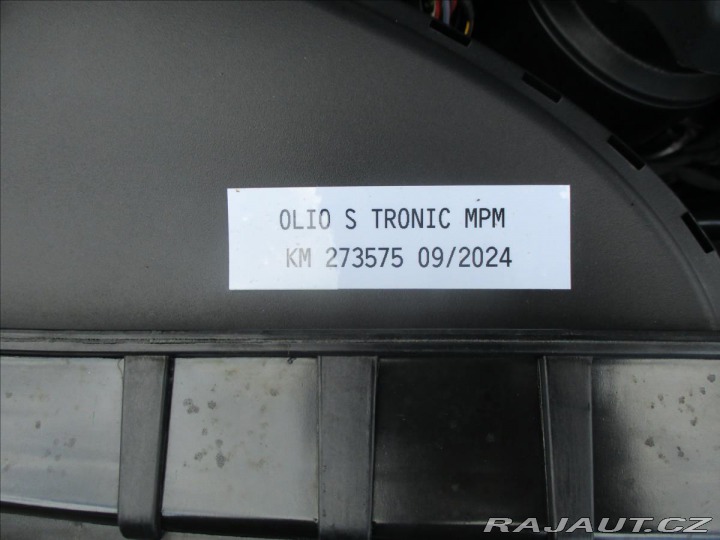 OLIO S TRONIC MPM
KM 273575 09/2024
RAJAUT.CZ